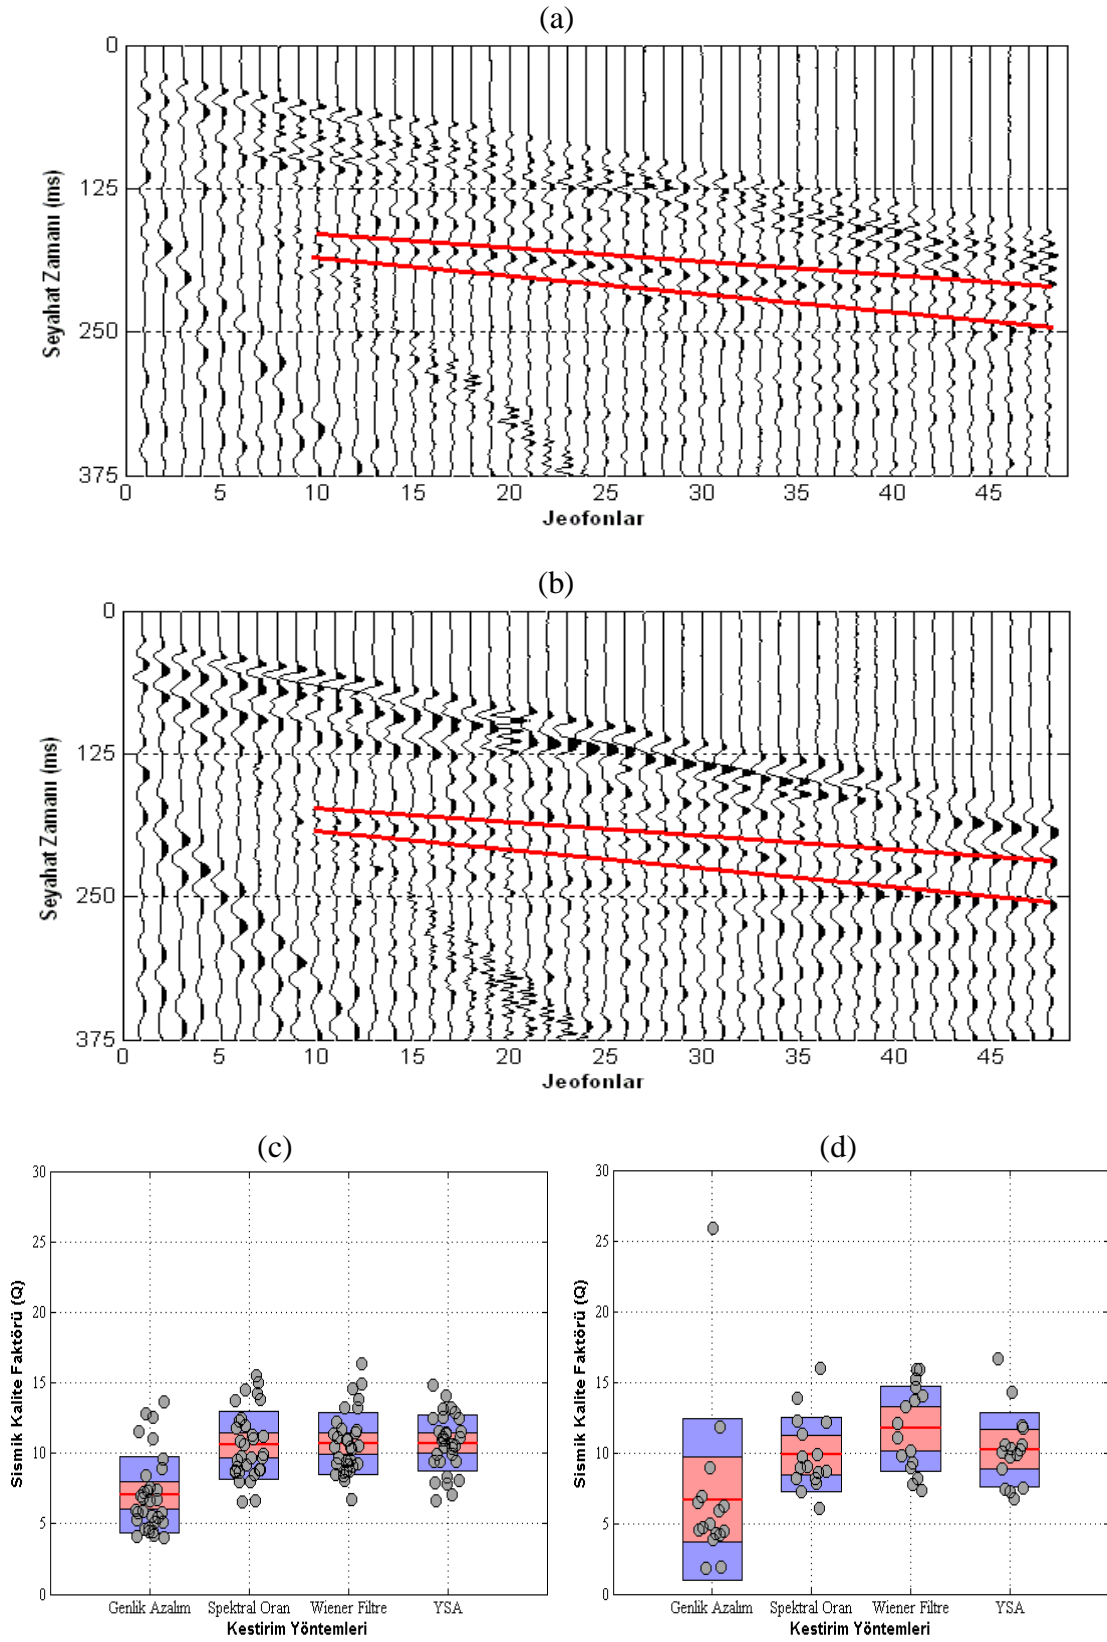 (a)
0
125
250
375
Seyahat Zamanı (ms)
0 5 10 15 20 25 30 35 40 45
Jeofonlar
(b)
0
125
250
375
Seyahat Zamanı (ms)
0 5 10 15 20 25 30 35 40 45
Jeofonlar
(c)
30
25
20
15
10
5
0
Sismik Kalite Faktörü (Q)
Genlik Azalım Spektral Oran Wiener Filtre YSA
Kestirim Yöntemleri
(d)
30
25
20
15
10
5
0
Sismik Kalite Faktörü (Q)
Genlik Azalım Spektral Oran Wiener Filtre YSA
Kestirim Yöntemleri